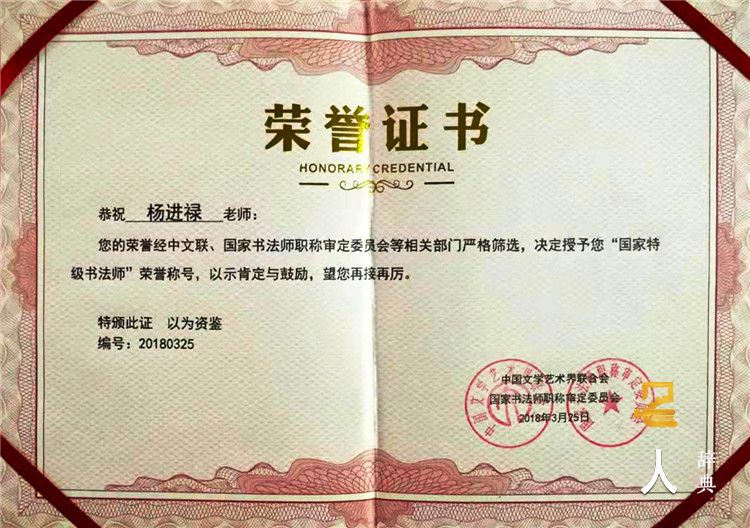 荣誉证书
HONORARY CREDENTIAL
恭祝 杨进禄 老师：
您的荣誉经中文联、国家书法师职称审定委员会等相关部门严格筛选，决定授予您“国家特
级书法师”荣誉称号，以示肯定与鼓励，望您再接再厉。
特颁此证 以为资鉴
编号：20180325
中国文学艺术界联合会
国家书法师职称审定委员会
2018年3月25日
人
辞典